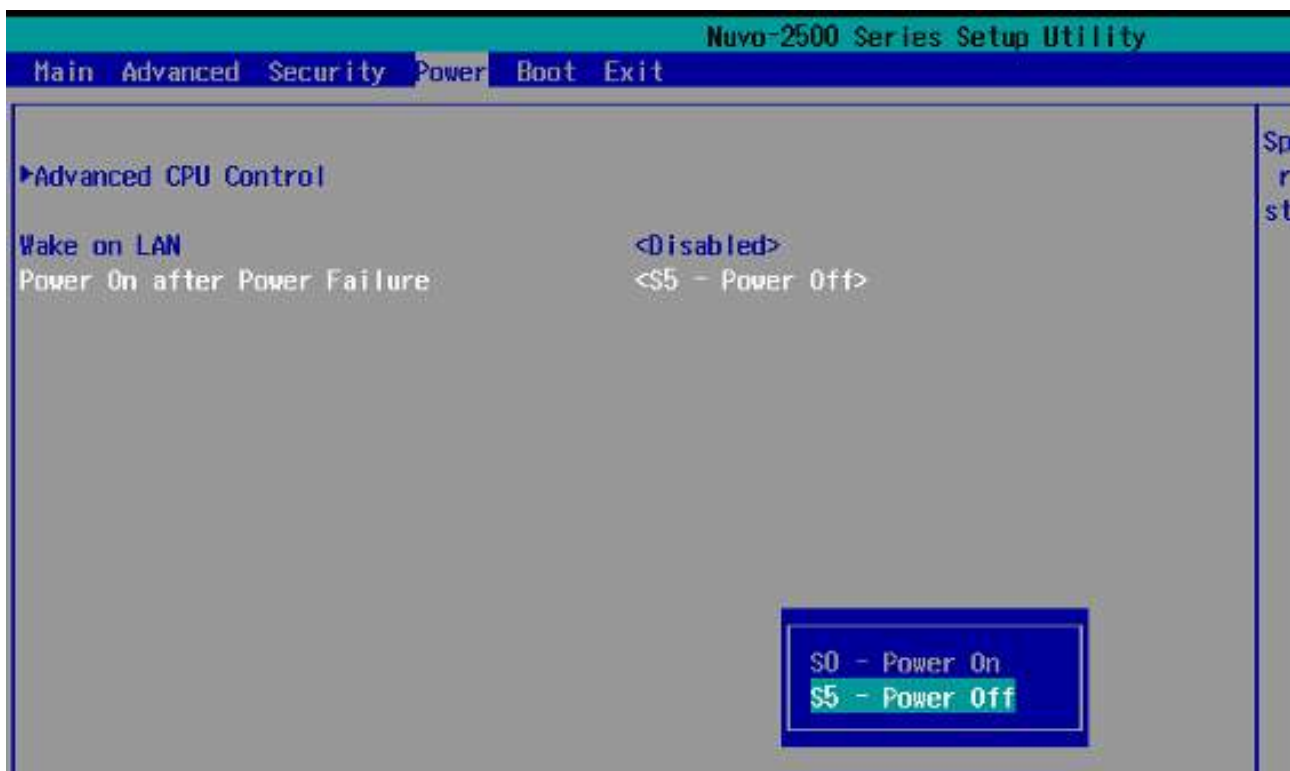 Nuvo-2500 Series Setup Utility
Main Advanced Security Power Boot Exit
▶Advanced CPU Control
Wake on LAN <Disabled>
Power On after Power Failure <S5 - Power Off>
S0 - Power On
S5 - Power Off